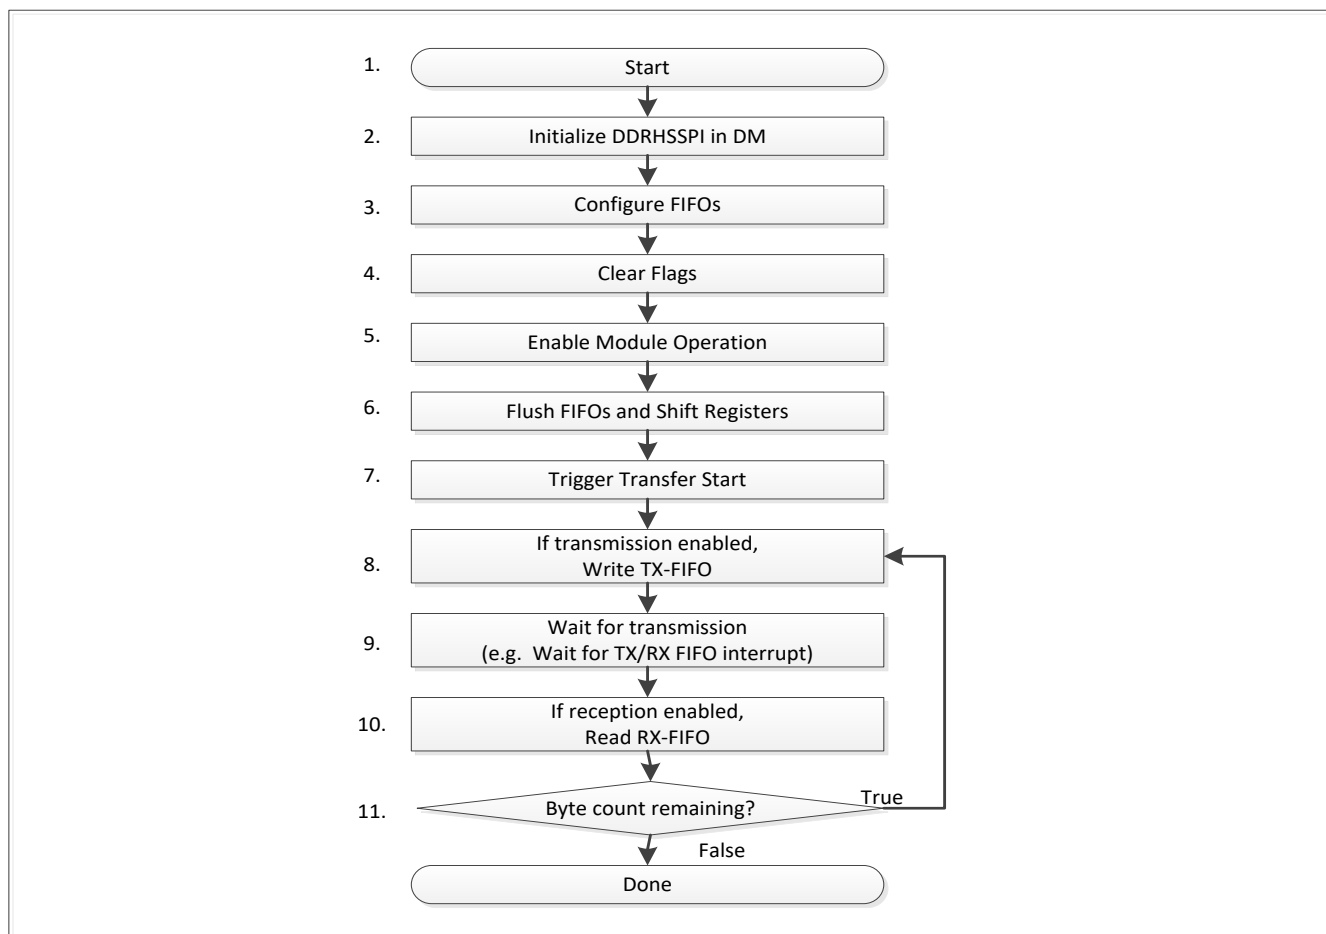 1.
Start
2.
Initialize DDRHSSPI in DM
3.
Configure FIFOs
4.
Clear Flags
5.
Enable Module Operation
6.
Flush FIFOs and Shift Registers
7.
Trigger Transfer Start
8.
If transmission enabled,
Write TX-FIFO
9.
Wait for transmission
(e.g. Wait for TX/RX FIFO interrupt)
10.
If reception enabled,
Read RX-FIFO
11.
Byte count remaining?
True
False
Done